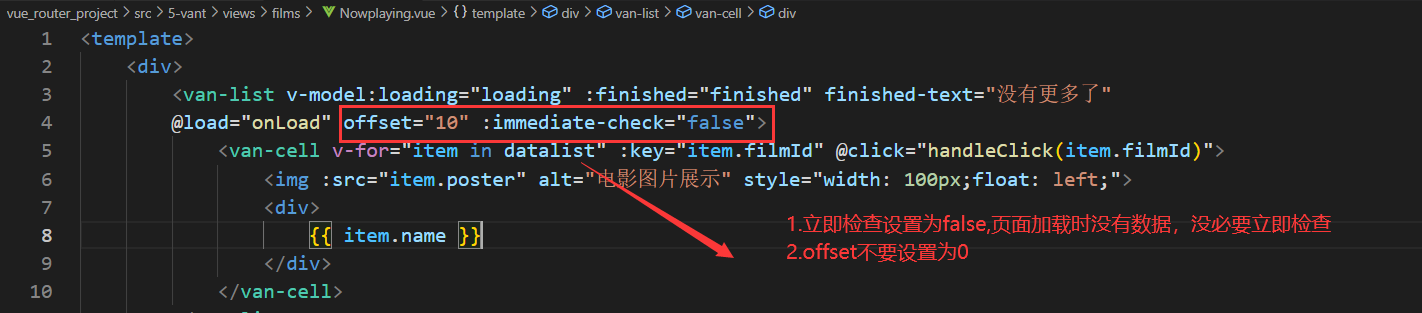 vue_router_project > src > 5-vant > views > films > Nowplaying.vue > {} template > div > van-list > van-cell > div
1 <template>
2 <div>
3 <van-list v-model:loading="loading" :finished="finished" finished-text="没有更多了"
4 @load="onLoad" offset="10" :immediate-check="false">
5 <van-cell v-for="item in datalist" :key="item.filmId" @click="handleClick(item.filmId)">
6 <img :src="item.poster" alt="电影图片展示" style="width: 100px;float: left;">
7 <div>
1.立即检查设置为false,页面加载时没有数据，没必要立即检查
8 {{ item.name }}
2.offset不要设置为0
9 </div>
10 </van-cell>